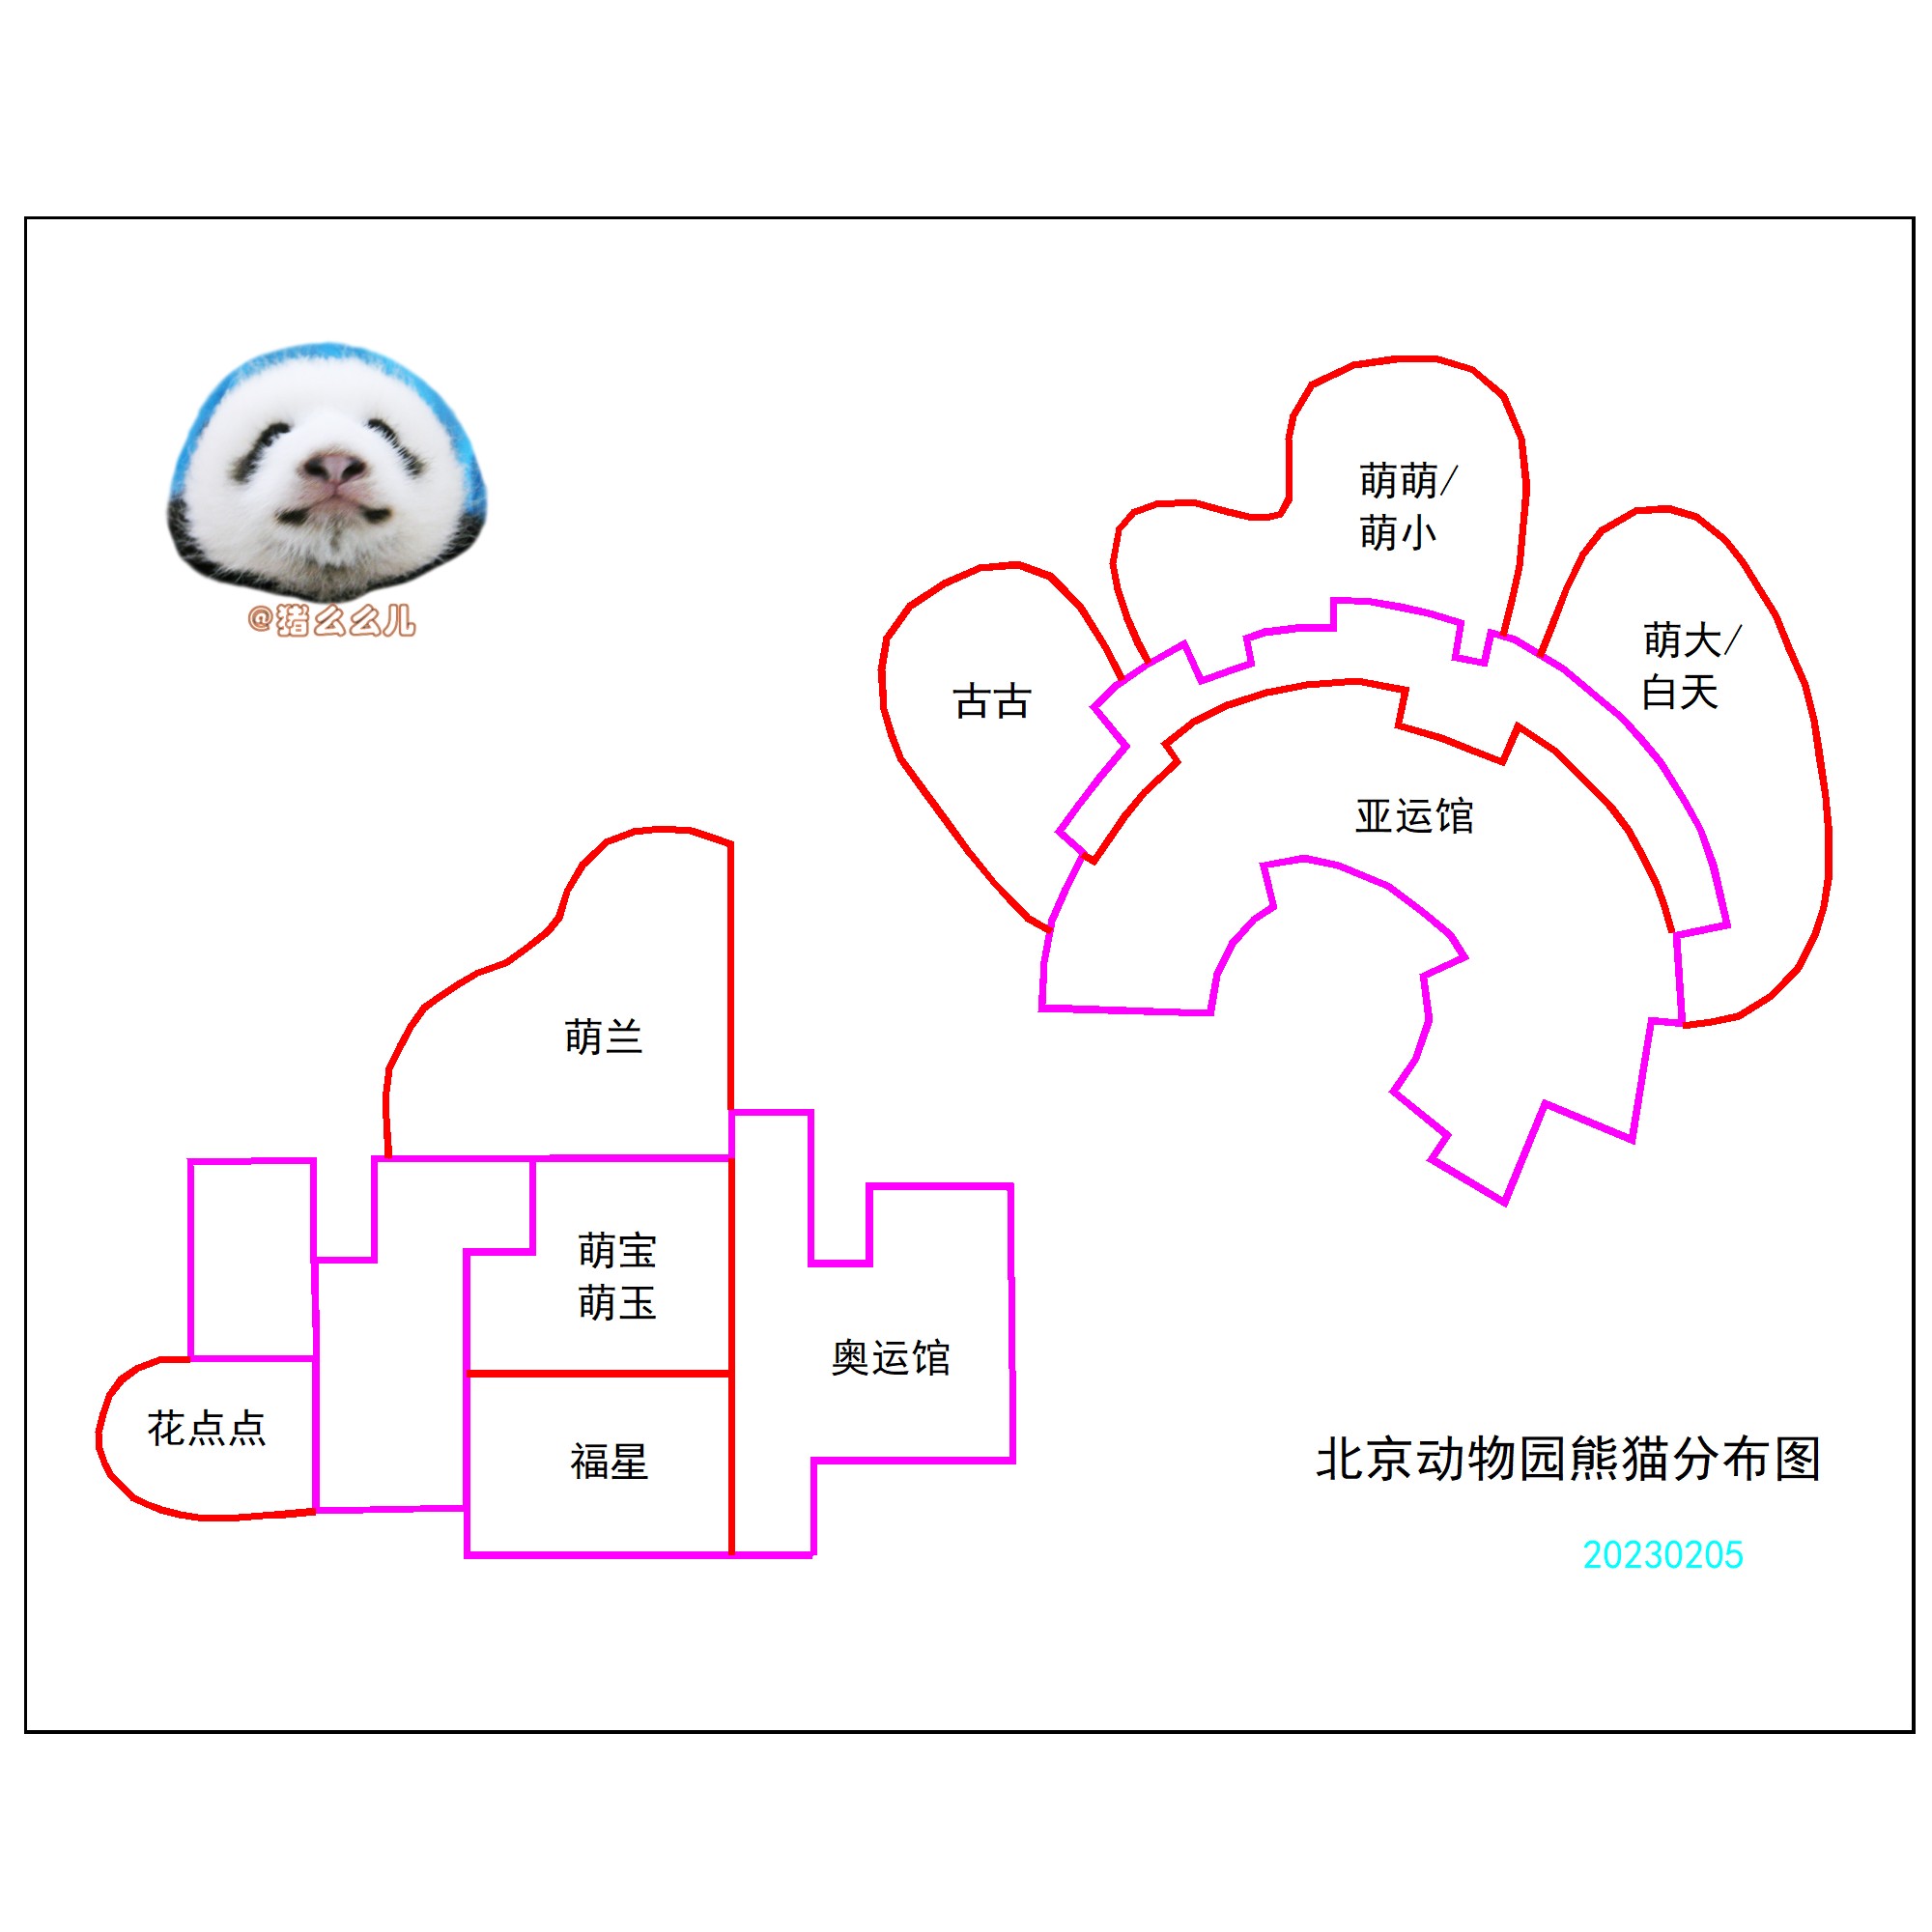 @猪么么儿
萌萌/
萌小
萌大/
白天
古古
亚运馆
萌兰
萌宝
萌玉
奥运馆
花点点
福星
北京动物园熊猫分布图
20230205